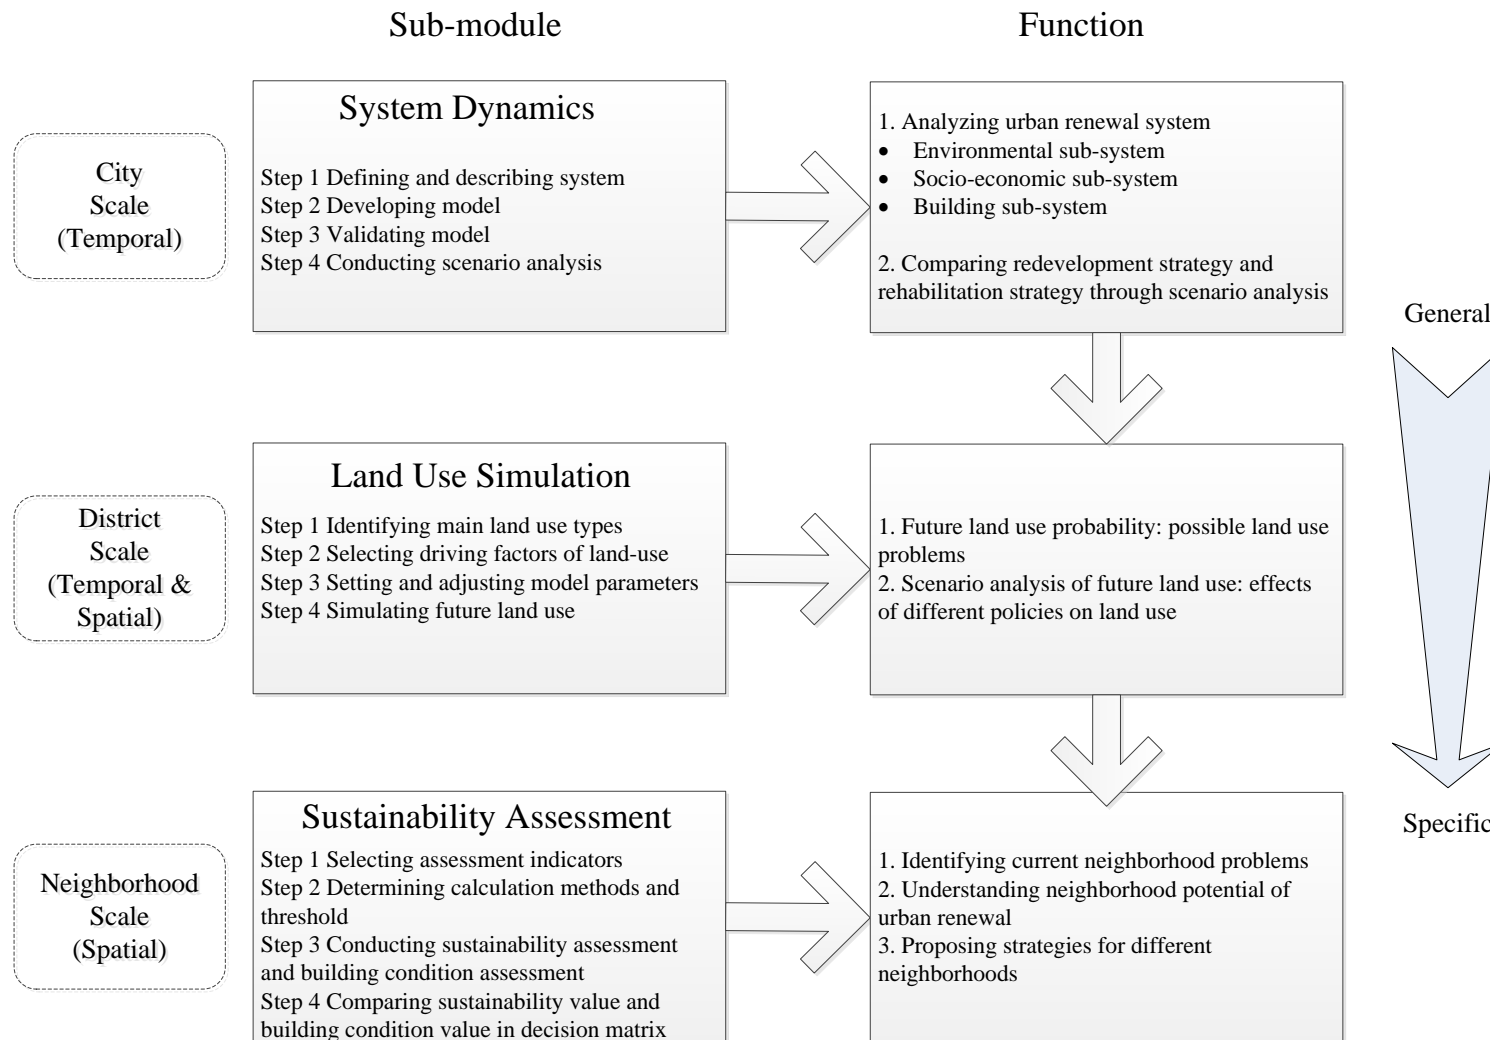 Sub-module
Function
City
Scale
(Temporal)
System Dynamics
Step 1 Defining and describing system
Step 2 Developing model
Step 3 Validating model
Step 4 Conducting scenario analysis
1. Analyzing urban renewal system
• Environmental sub-system
• Socio-economic sub-system
• Building sub-system
2. Comparing redevelopment strategy and
rehabilitation strategy through scenario analysis
General
District
Scale
(Temporal &
Spatial)
Land Use Simulation
Step 1 Identifying main land use types
Step 2 Selecting driving factors of land-use
Step 3 Setting and adjusting model parameters
Step 4 Simulating future land use
1. Future land use probability: possible land use
problems
2. Scenario analysis of future land use: effects
of different policies on land use
Specific
Neighborhood
Scale
(Spatial)
Sustainability Assessment
Step 1 Selecting assessment indicators
Step 2 Determining calculation methods and
threshold
Step 3 Conducting sustainability assessment
and building condition assessment
Step 4 Comparing sustainability value and
building condition value in decision matrix
1. Identifying current neighborhood problems
2. Understanding neighborhood potential of
urban renewal
3. Proposing strategies for different
neighborhoods